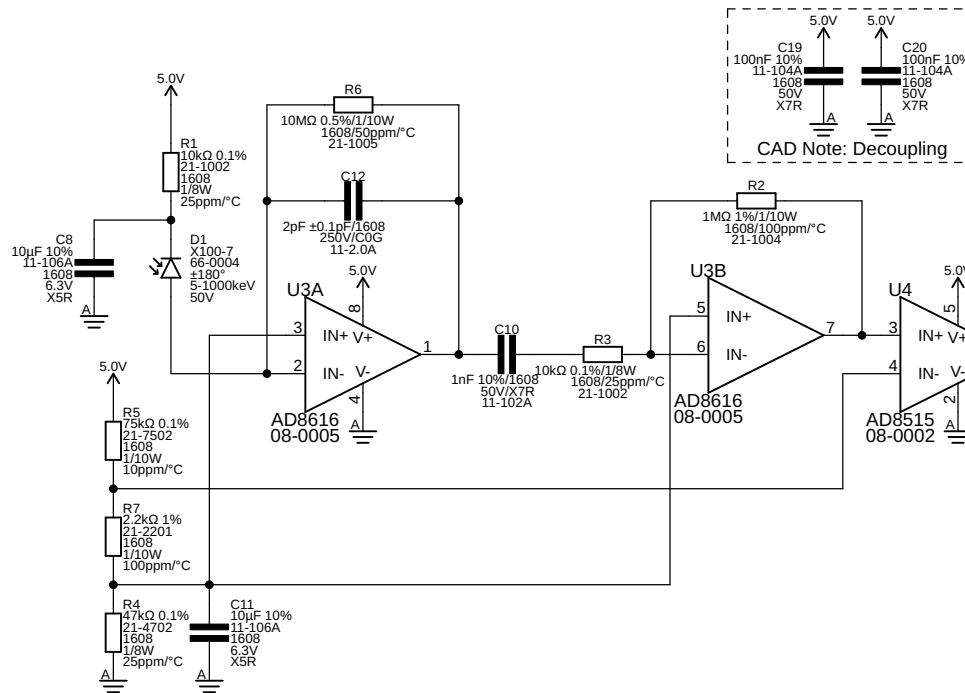 5.0V
5.0V
C19
100nF 10%
11-104A
1608
50V
X7R
C20
100nF 10%
11-104A
1608
50V
X7R
A
A
CAD Note: Decoupling
5.0V
R1
10kΩ 0.1%
21-1002
1608
1/8W
25ppm/°C
R6
10MΩ 0.5%/1/10W
1608/50ppm/°C
21-1005
C12
2pF ±0.1pF/1608
250V/C0G
11-2.0A
R2
1MΩ 1%/1/10W
1608/100ppm/°C
21-1004
C8
10µF 10%
11-106A
1608
6.3V
X5R
A
D1
X100-7
66-0004
±180°
5-1000keV
50V
U3A
5.0V
8
3
IN+
V+
2
IN-
V-
1
4
A
AD8616
08-0005
C10
1nF 10%/1608
50V/X7R
11-102A
R3
10kΩ 0.1%/1/8W
1608/25ppm/°C
21-1002
U3B
5
IN+
6
IN-
7
AD8616
08-0005
5.0V
U4
5
3
IN+
V+
4
IN-
V-
2
A
AD8515
08-0002
5.0V
R5
75kΩ 0.1%
21-7502
1608
1/10W
10ppm/°C
R7
2.2kΩ 1%
21-2201
1608
1/10W
100ppm/°C
R4
47kΩ 0.1%
21-4702
1608
1/8W
25ppm/°C
A
C11
10µF 10%
11-106A
1608
6.3V
X5R
A